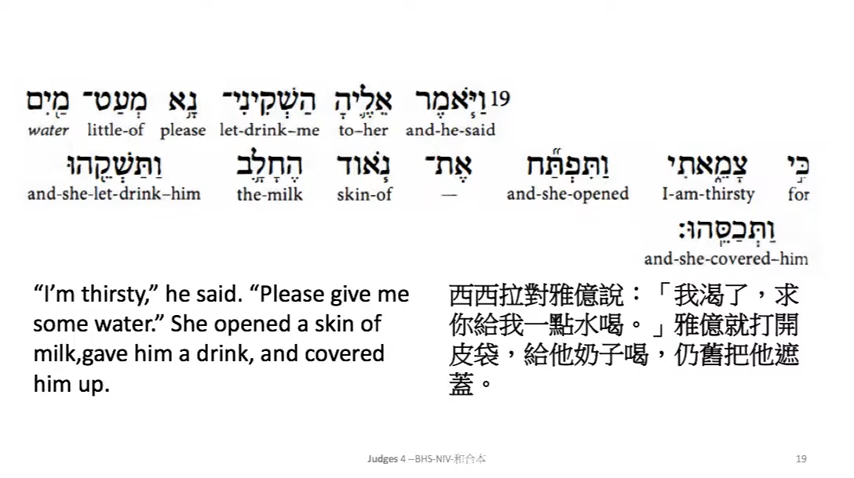 19 וַיֹּ֧אמֶר אֵלֶ֛יהָ הַשְׁקִינִי־ נָ֥א מְעַט־ מַ֖יִם
and-he-said to-her let-drink-me please little-of water
כִּ֣י צָמֵ֑אתִי וַתִּפְתַּ֞ח אֶת־ נֹ֧אוד הֶחָלָ֛ב וַתַּשְׁקֵ֖הוּ
for I-am-thirsty and-she-opened — skin-of the-milk and-she-let-drink-him
וַתְּכַסֵּֽהוּ׃
and-she-covered-him
“I’m thirsty,” he said. “Please give me
some water.” She opened a skin of
milk,gave him a drink, and covered
him up.
西西拉對雅億說：「我渴了，求
你給我一點水喝。」雅億就打開
皮袋，給他奶子喝，仍舊把他遮
蓋。
Judges 4 –BHS-NIV-和合本
19